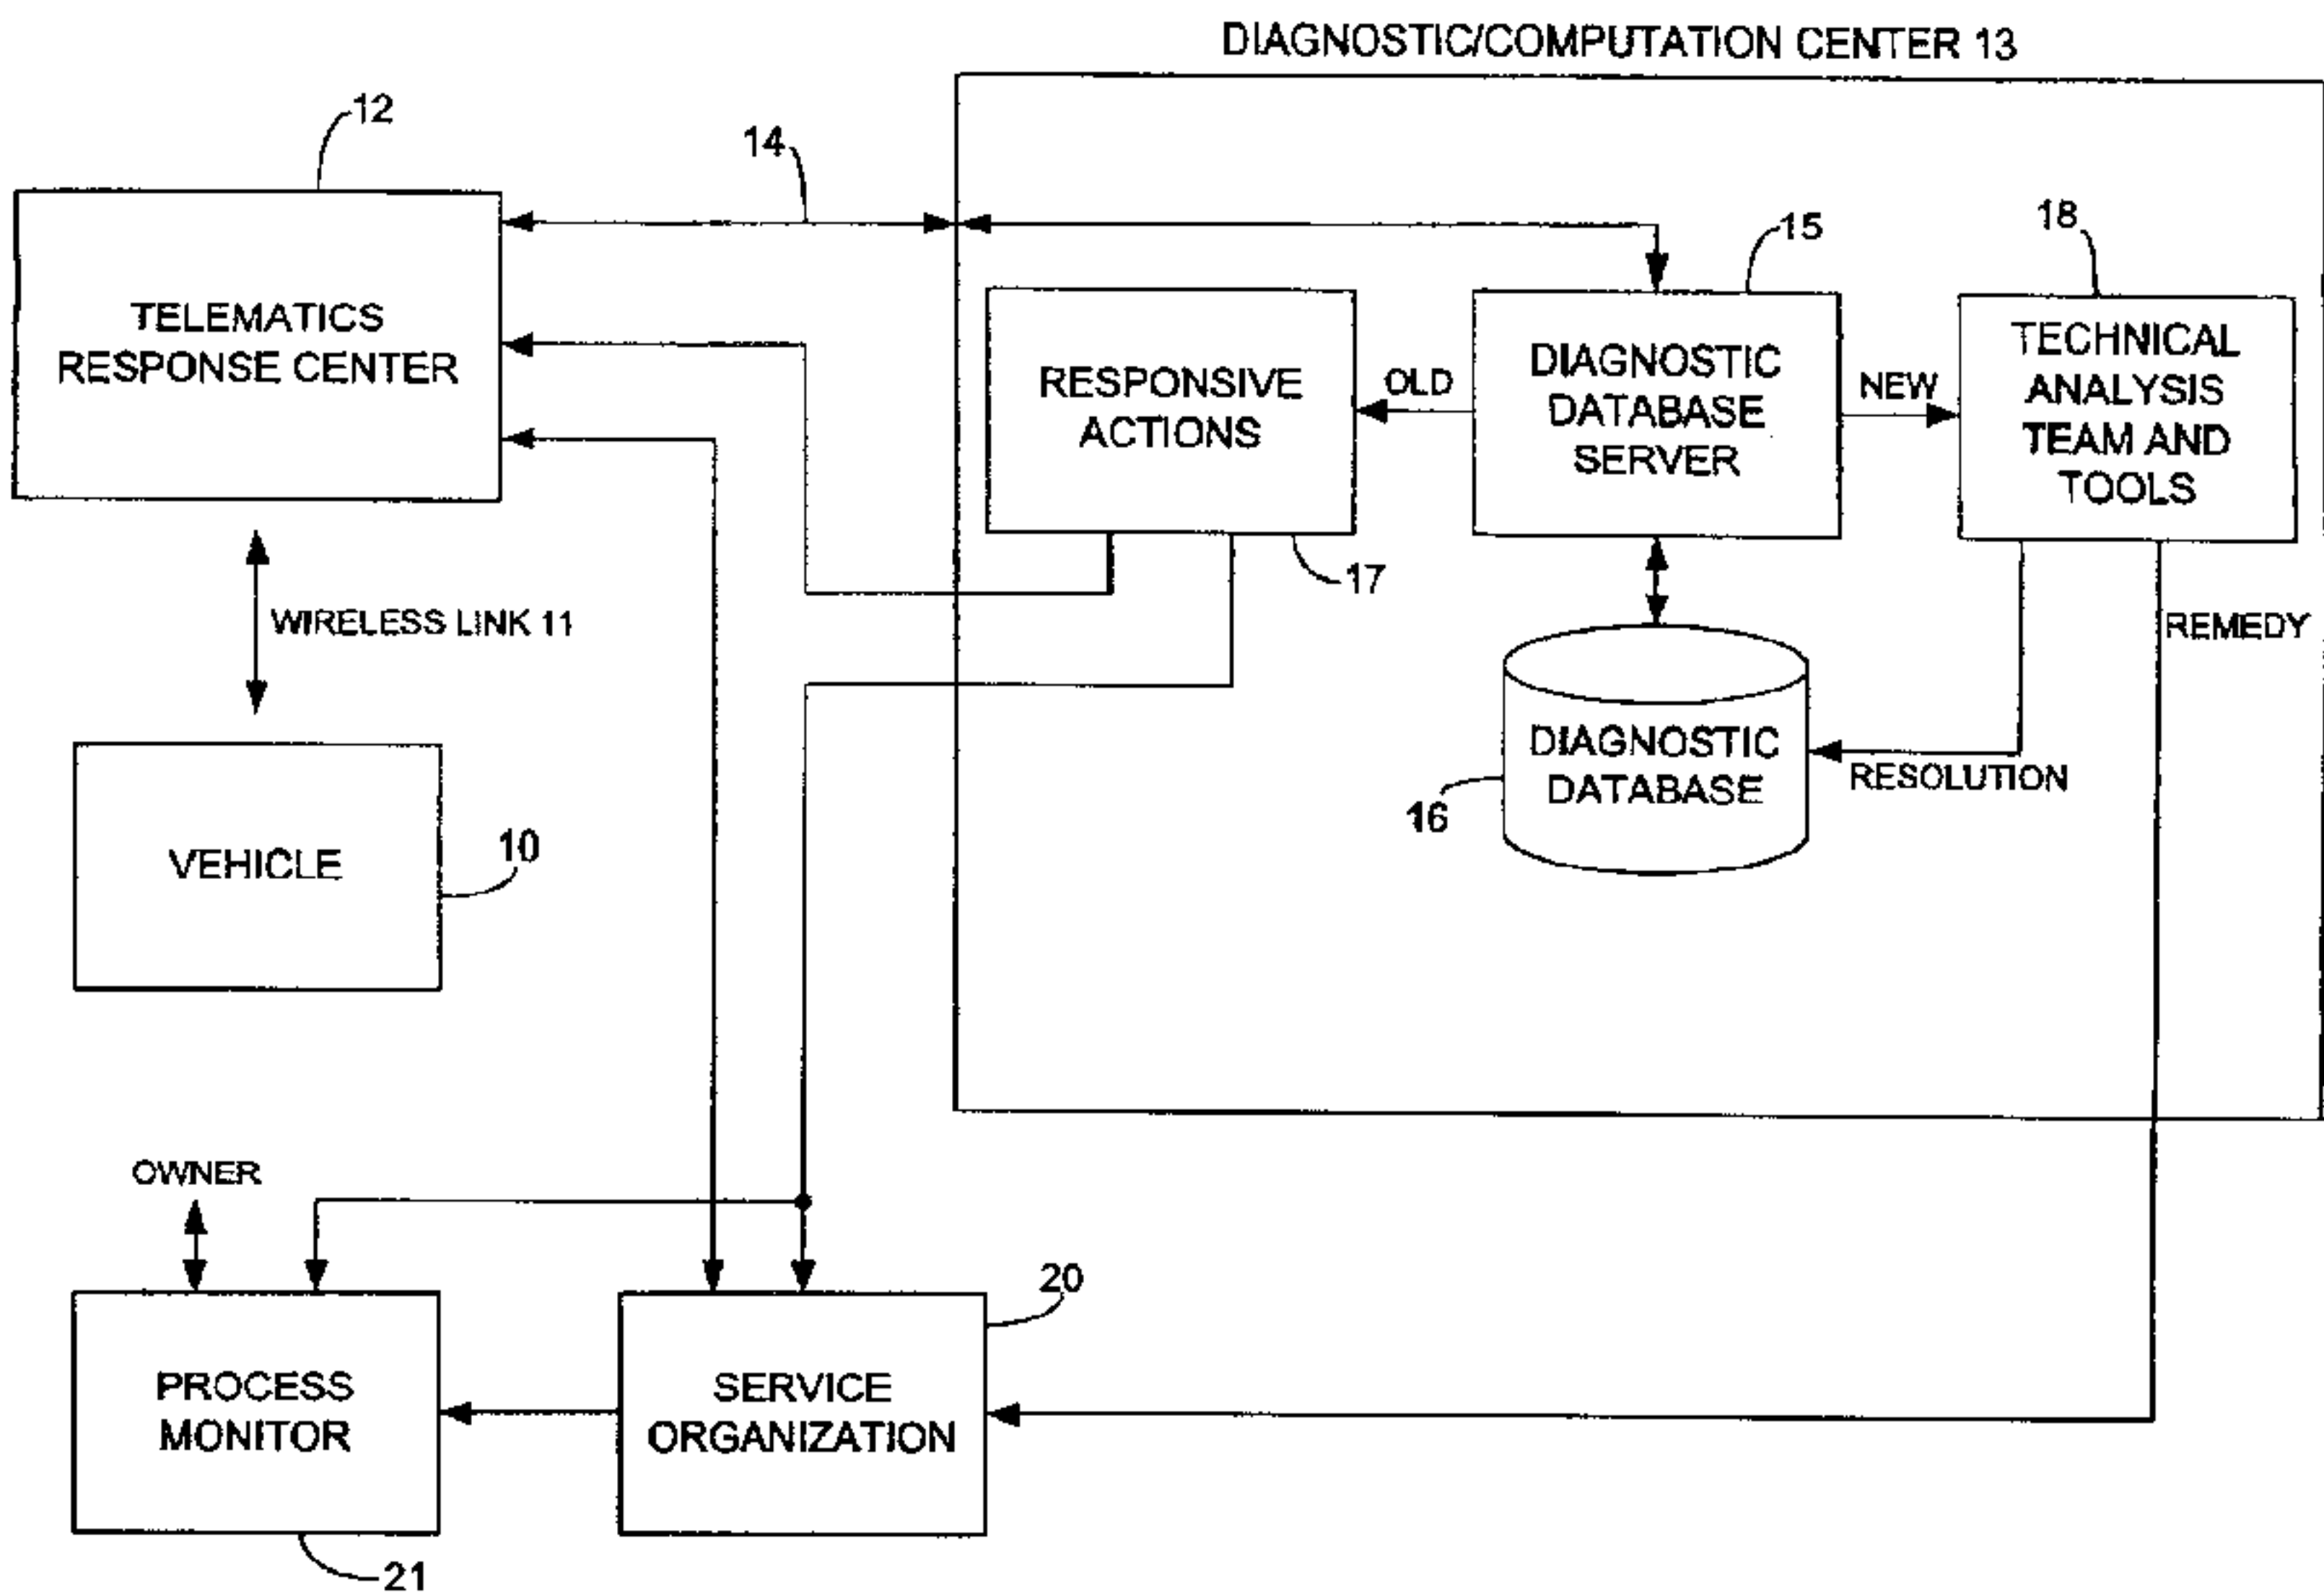 DIAGNOSTIC/COMPUTATION CENTER 13
12
14
15
18
TELEMATICS
RESPONSE CENTER
RESPONSIVE
ACTIONS
OLD
DIAGNOSTIC
DATABASE
SERVER
NEW
TECHNICAL
ANALYSIS
TEAM AND
TOOLS
17
WIRELESS LINK 11
REMEDY
DIAGNOSTIC
DATABASE
16
RESOLUTION
VEHICLE
10
OWNER
20
PROCESS
MONITOR
SERVICE
ORGANIZATION
21